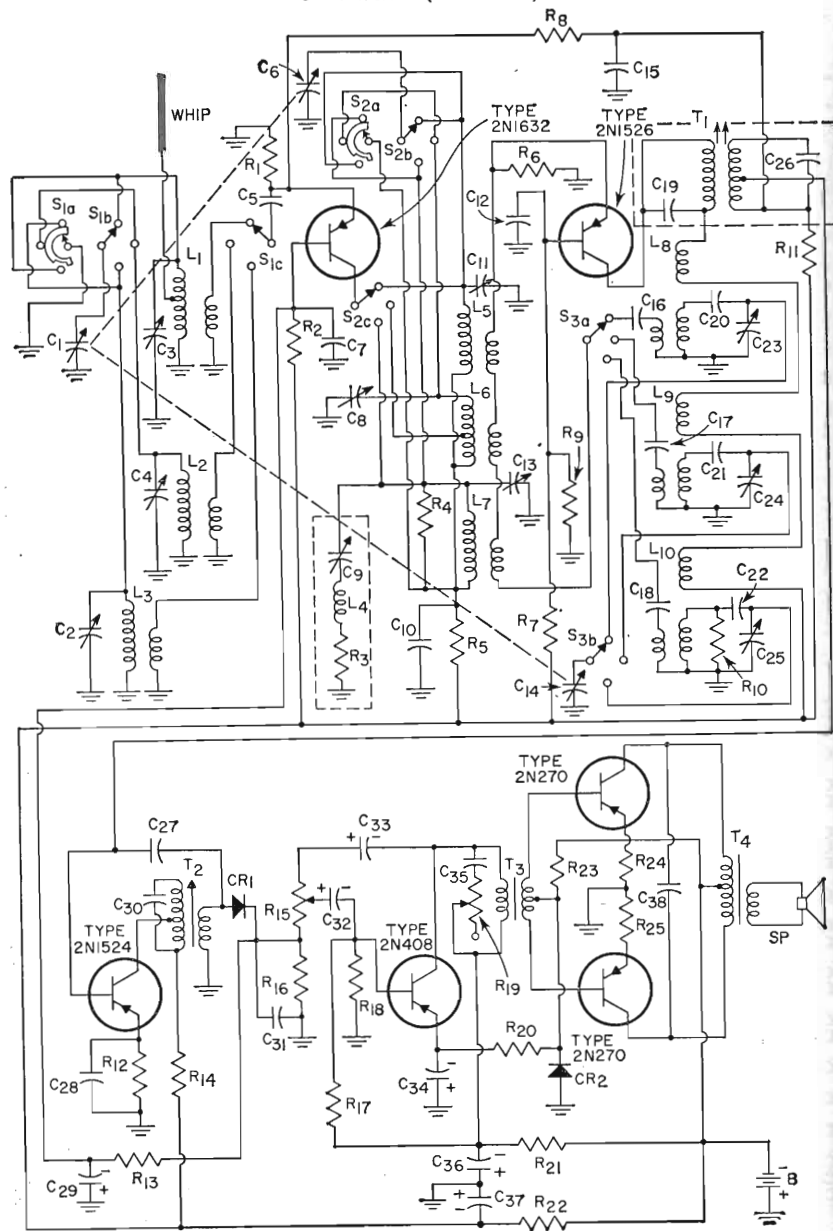 R8
C6
C15
S2a
TYPE
2N1632
TYPE
2N1526
T1
WHIP
S2b
R6
C26
R1
C12
C19
S1a
S1b
C5
L8
R11
L1
S1c
C11
L5
S2c
C16
C20
S3a
C1
C3
R2
C7
C23
L6
C8
L9
C17
R9
C4
L2
C13
C21
R4
L7
C24
C9
L10
L3
C22
C2
L4
C18
C10
R5
R7
S3b
C25
R3
C14
R10
TYPE
2N270
C27
C33
T2
T3
T4
CR1
R23
R24
C35
C30
R15
C38
C32
TYPE
2N1524
TYPE
2N408
R25
SP
R16
R18
R19
C31
R20
TYPE
2N270
C28
R12
R14
C34
CR2
R17
C36
R21
B
R13
C29
C37
R22